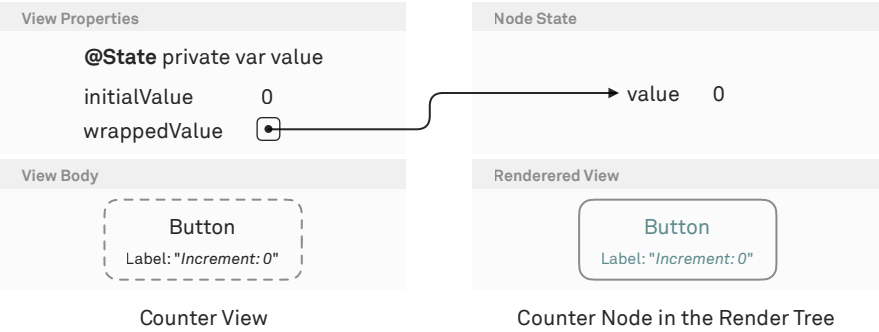 View Properties
@State private var value
initialValue 0
wrappedValue
View Body
Button
Label: "Increment: 0"
Counter View
Node State
value 0
Renderered View
Button
Label: "Increment: 0"
Counter Node in the Render Tree